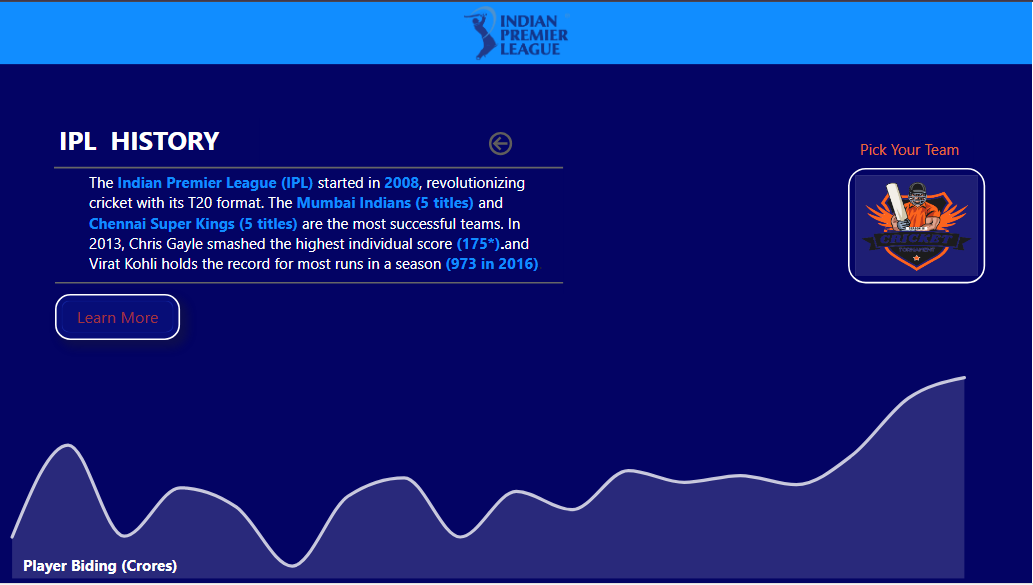 INDIAN
PREMIER
LEAGUE
IPL HISTORY
Pick Your Team
The Indian Premier League (IPL) started in 2008, revolutionizing
cricket with its T20 format. The Mumbai Indians (5 titles) and
Chennai Super Kings (5 titles) are the most successful teams. In
2013, Chris Gayle smashed the highest individual score (175*).and
Virat Kohli holds the record for most runs in a season (973 in 2016)
CRICKET
TOURNAMENT
Learn More
Player Biding (Crores)